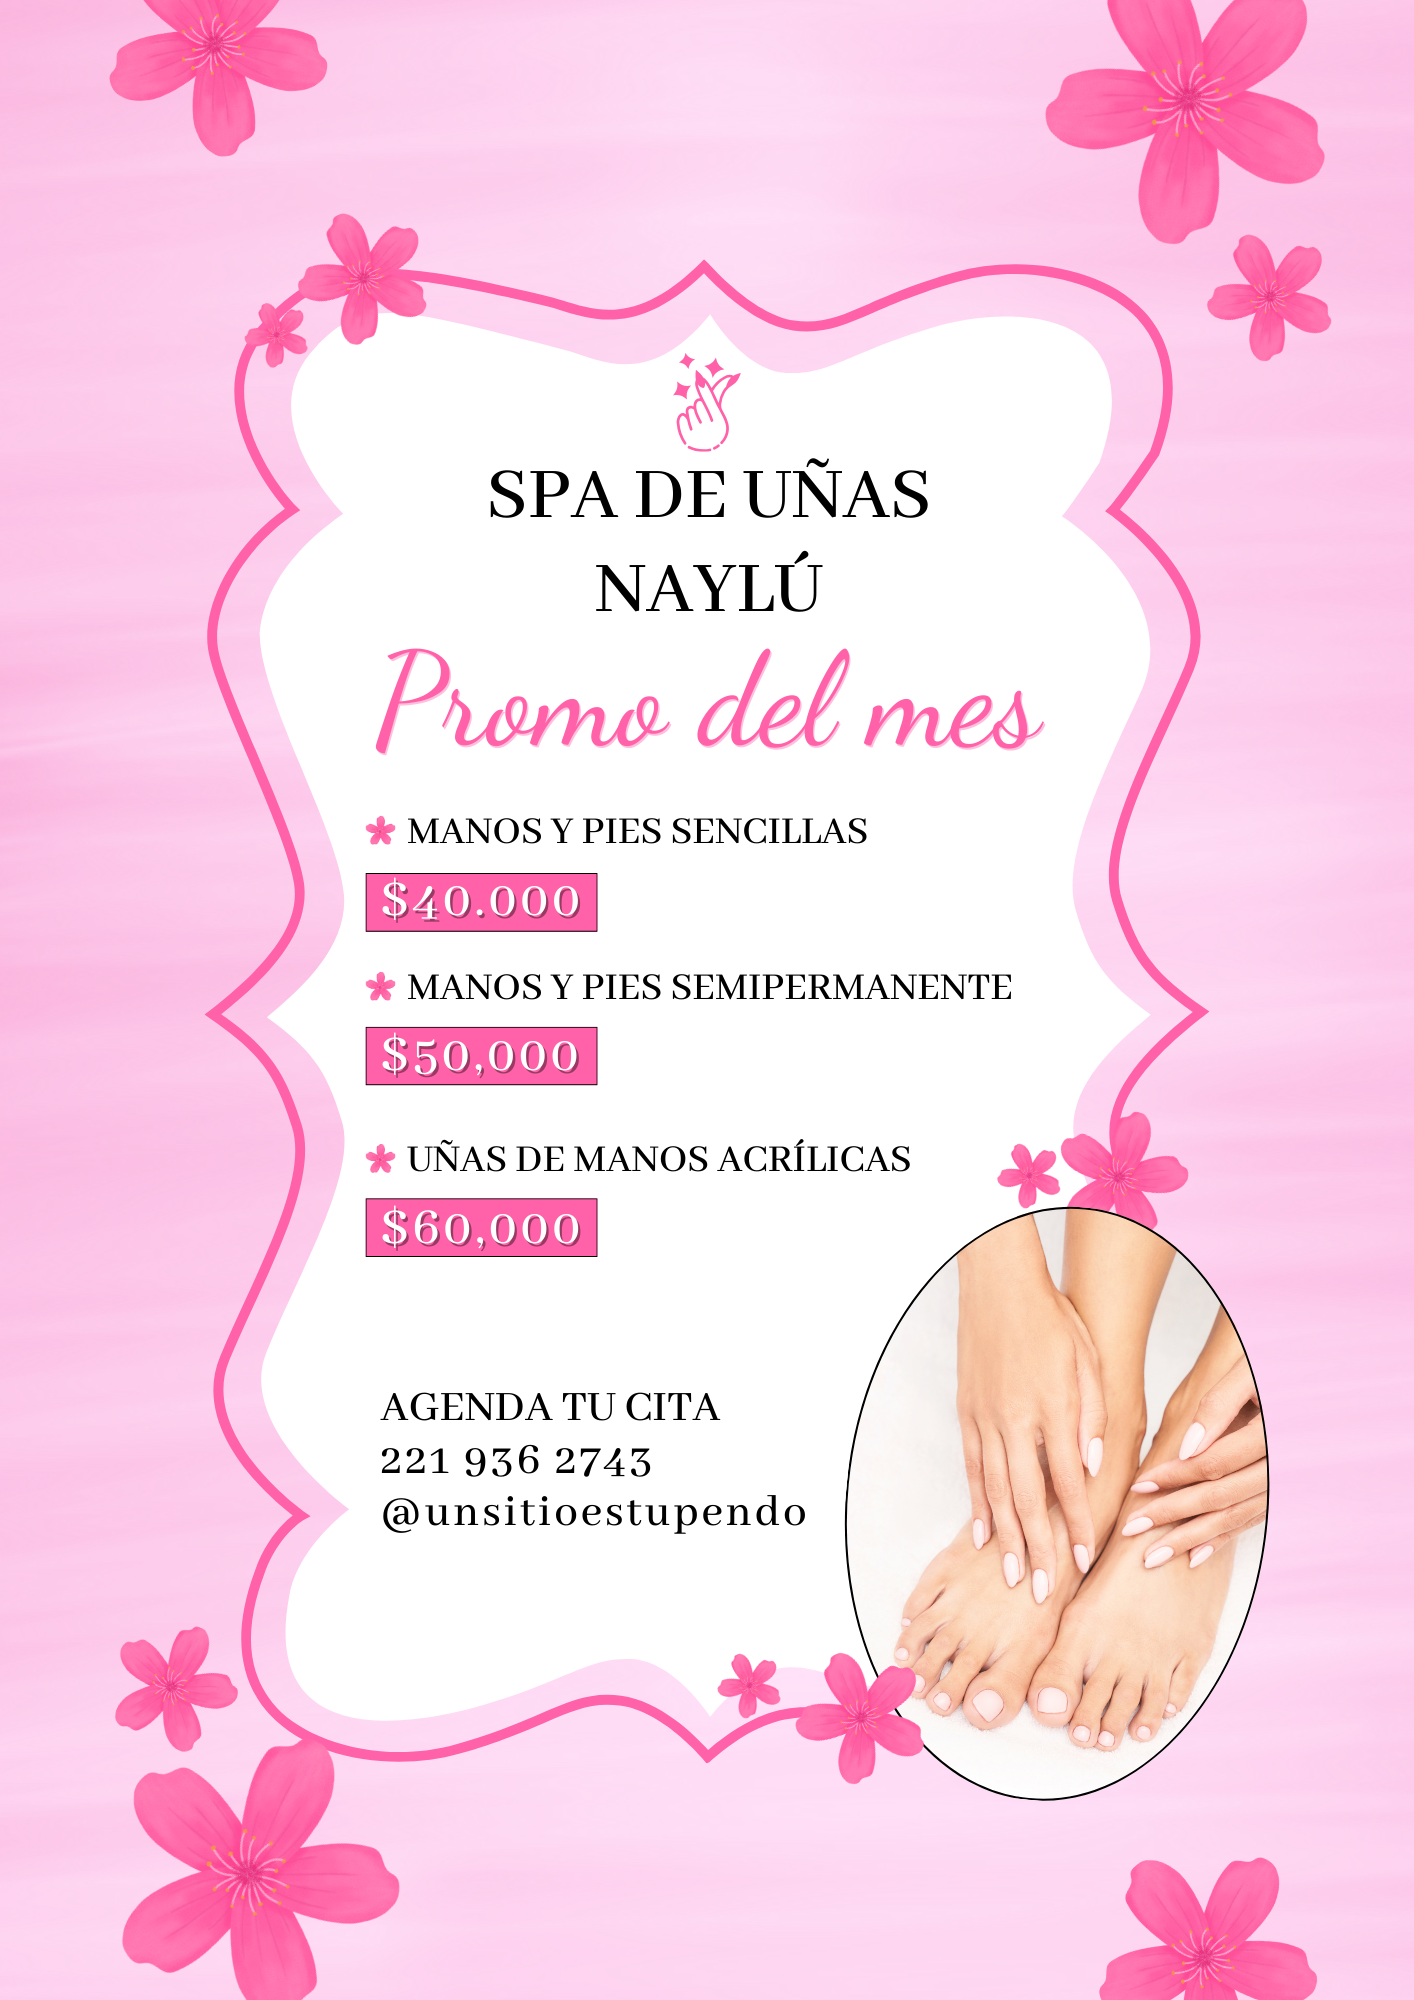 SPA DE UÑAS
NAYLÚ
Promo del mes
MANOS Y PIES SENCILLAS
$40.000
MANOS Y PIES SEMIPERMANENTE
$50,000
UÑAS DE MANOS ACRÍLICAS
$60,000
AGENDA TU CITA
221 936 2743
@unsitioestupendo